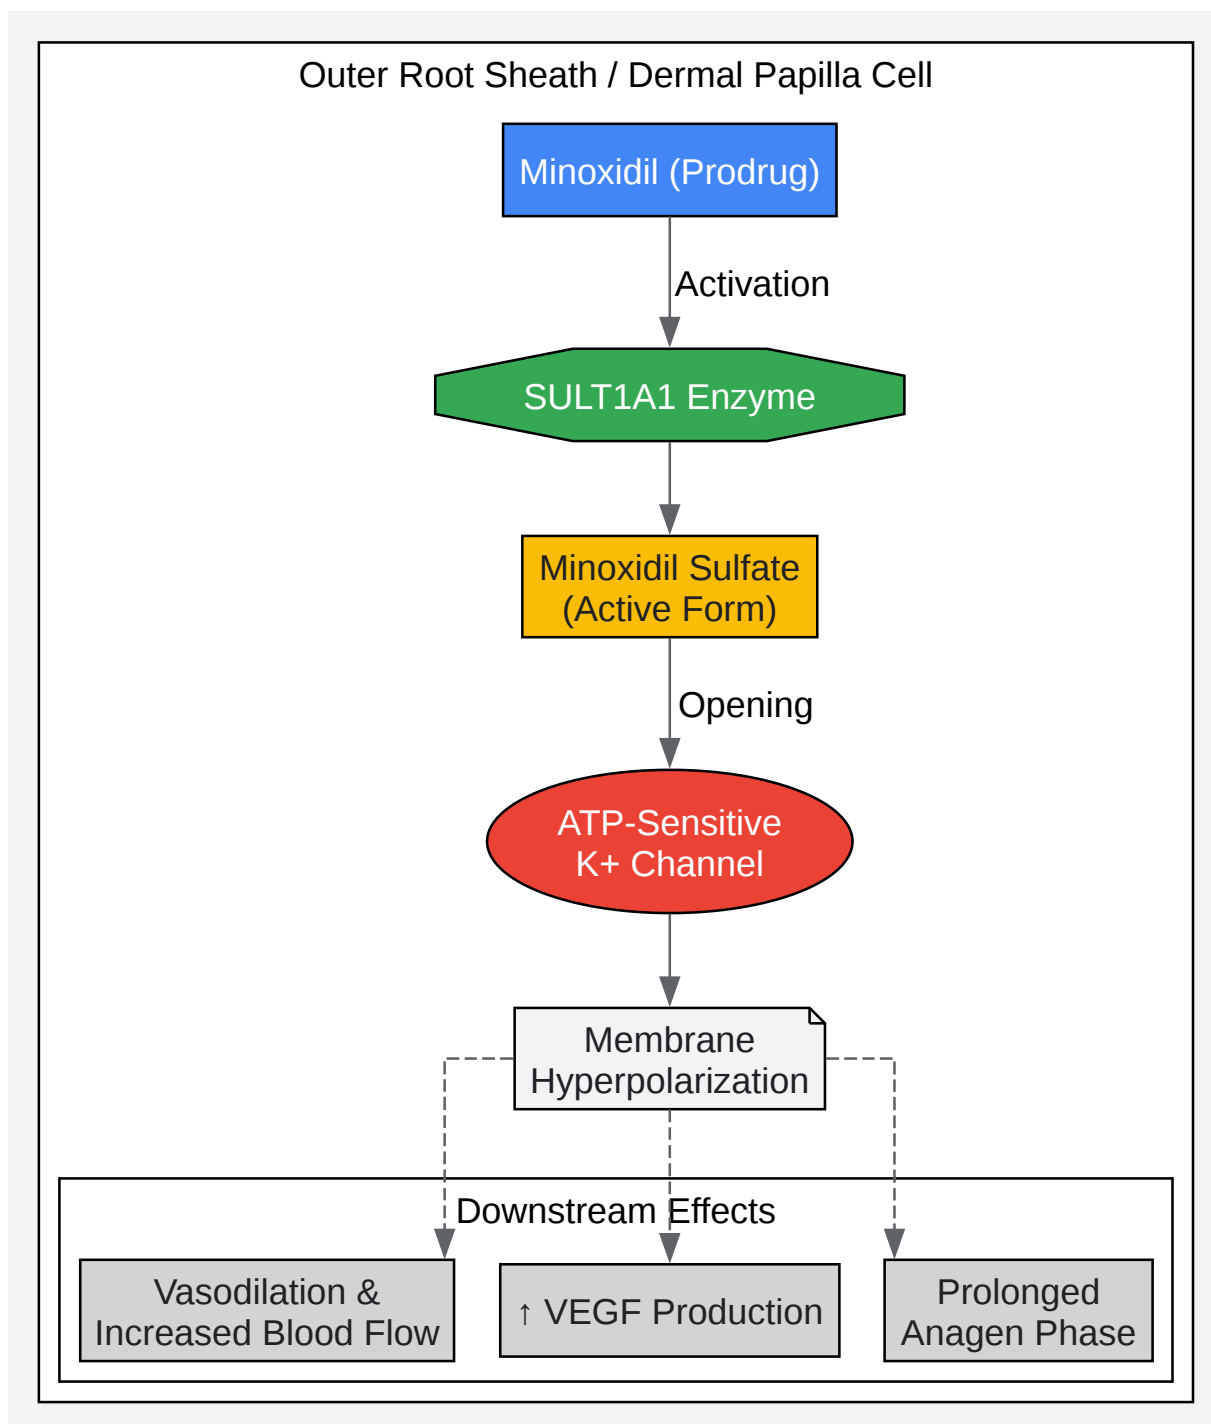 Outer Root Sheath / Dermal Papilla Cell
Minoxidil (Prodrug)
Activation
SULT1A1 Enzyme
Minoxidil Sulfate
(Active Form)
Opening
ATP-Sensitive
K+ Channel
Membrane
Hyperpolarization
Downstream Effects
Vasodilation &
Increased Blood Flow
↑ VEGF Production
Prolonged
Anagen Phase